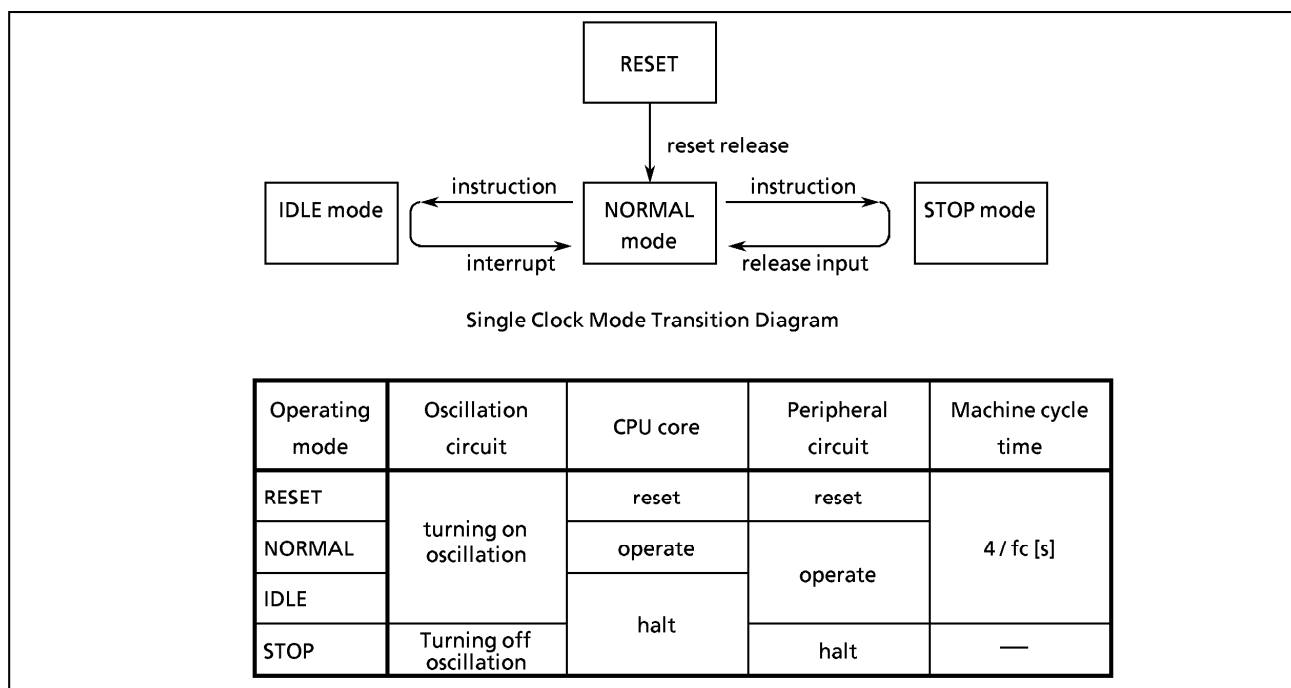 RESET
reset release
instruction
instruction
IDLE mode
NORMAL
mode
STOP mode
interrupt
release input
Single Clock Mode Transition Diagram
Operating
mode
Oscillation
circuit
CPU core
Peripheral
circuit
Machine cycle
time
RESET
turning on
oscillation
reset
reset
4 / fc [s]
NORMAL
operate
operate
IDLE
halt
STOP
Turning off
oscillation
halt
—